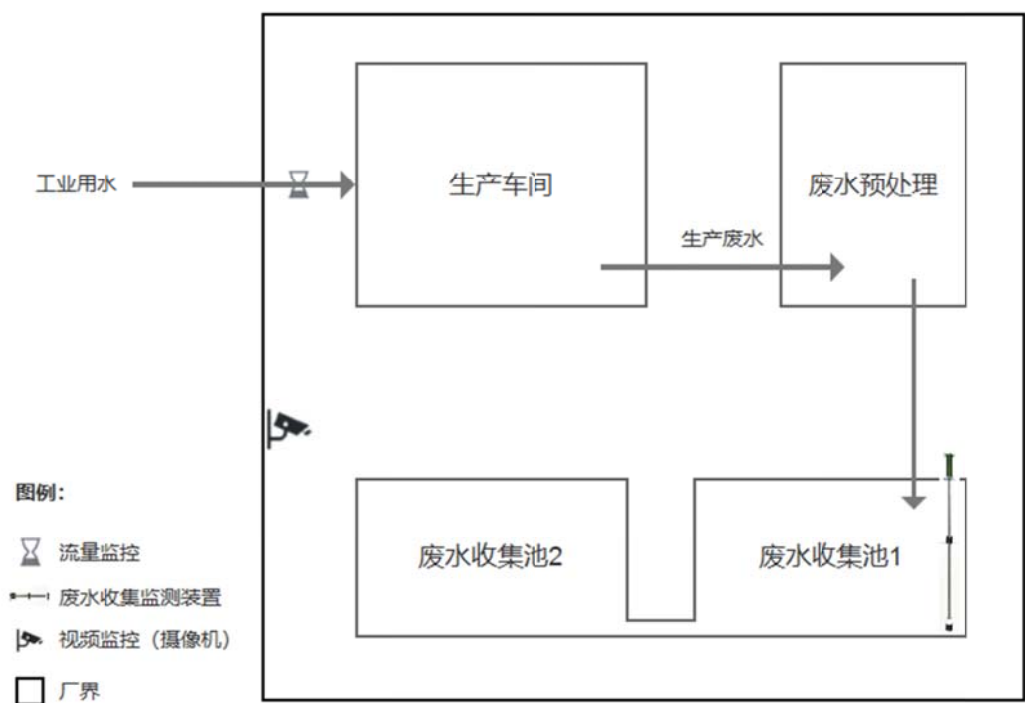 工业用水
生产车间
废水预处理
生产废水
废水收集池2
废水收集池1
图例：
流量监控
废水收集监测装置
视频监控（摄像机）
厂界